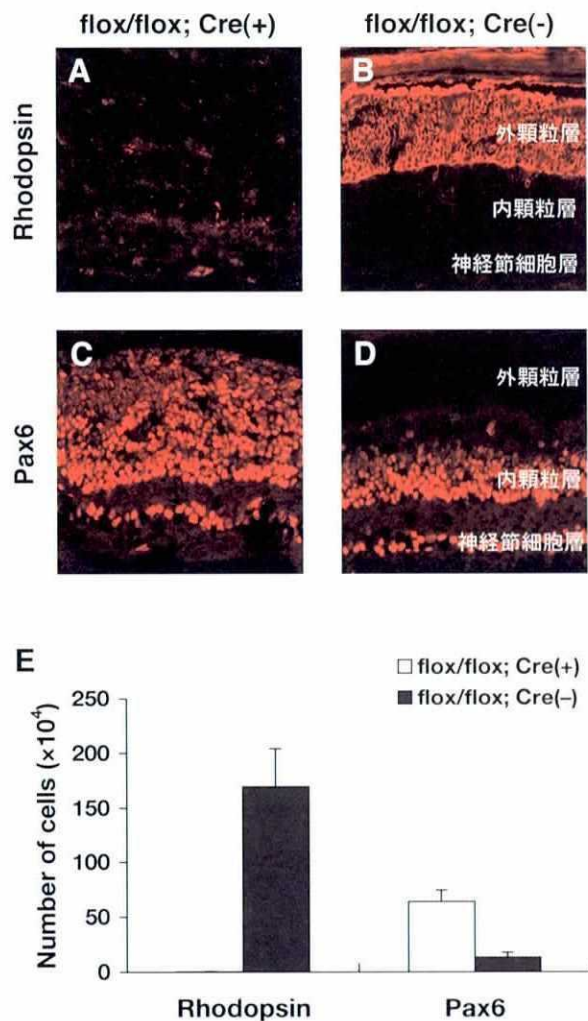 flox/flox; Cre(+) flox/flox; Cre(-)
A B
Rhodopsin
外顆粒層
内顆粒層
神経節細胞層
C D
Pax6
外顆粒層
内顆粒層
神経節細胞層
E
flox/flox; Cre(+)
flox/flox; Cre(−)
Number of cells (×10⁴)
250
200
150
100
50
0
Rhodopsin Pax6